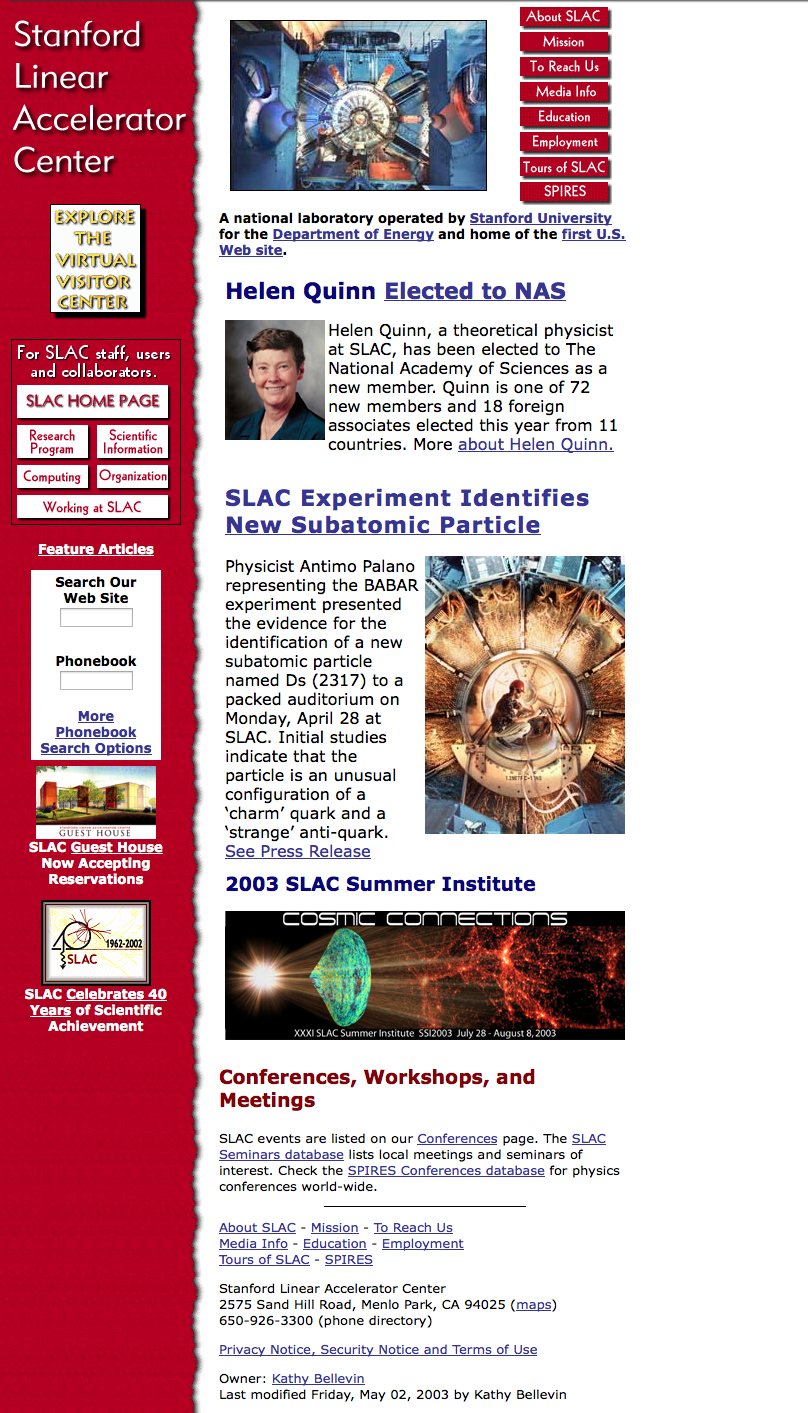 Stanford
Linear
Accelerator
Center
EXPLORE
THE
VIRTUAL
VISITOR
CENTER
For SLAC staff, users
and collaborators.
SLAC HOME PAGE
Research
Program
Scientific
Information
Computing
Organization
Working at SLAC
Feature Articles
Search Our
Web Site
Phonebook
More
Phonebook
Search Options
STANFORD LINEAR ACCELERATOR CENTER
GUEST HOUSE
SLAC Guest House
Now Accepting
Reservations
40
1962-2002
SLAC
SLAC Celebrates 40
Years of Scientific
Achievement
About SLAC
Mission
To Reach Us
Media Info
Education
Employment
Tours of SLAC
SPIRES
A national laboratory operated by Stanford University
for the Department of Energy and home of the first U.S.
Web site.
Helen Quinn Elected to NAS
Helen Quinn, a theoretical physicist
at SLAC, has been elected to The
National Academy of Sciences as a
new member. Quinn is one of 72
new members and 18 foreign
associates elected this year from 11
countries. More about Helen Quinn.
SLAC Experiment Identifies
New Subatomic Particle
Physicist Antimo Palano
representing the BABAR
experiment presented
the evidence for the
identification of a new
subatomic particle
named Ds (2317) to a
packed auditorium on
Monday, April 28 at
SLAC. Initial studies
indicate that the
particle is an unusual
configuration of a
‘charm’ quark and a
‘strange’ anti-quark.
See Press Release
2003 SLAC Summer Institute
COSMIC CONNECTIONS
XXXI SLAC Summer Institute SSI2003 July 28 - August 8, 2003
Conferences, Workshops, and
Meetings
SLAC events are listed on our Conferences page. The SLAC
Seminars database lists local meetings and seminars of
interest. Check the SPIRES Conferences database for physics
conferences world-wide.
About SLAC - Mission - To Reach Us
Media Info - Education - Employment
Tours of SLAC - SPIRES
Stanford Linear Accelerator Center
2575 Sand Hill Road, Menlo Park, CA 94025 (maps)
650-926-3300 (phone directory)
Privacy Notice, Security Notice and Terms of Use
Owner: Kathy Bellevin
Last modified Friday, May 02, 2003 by Kathy Bellevin